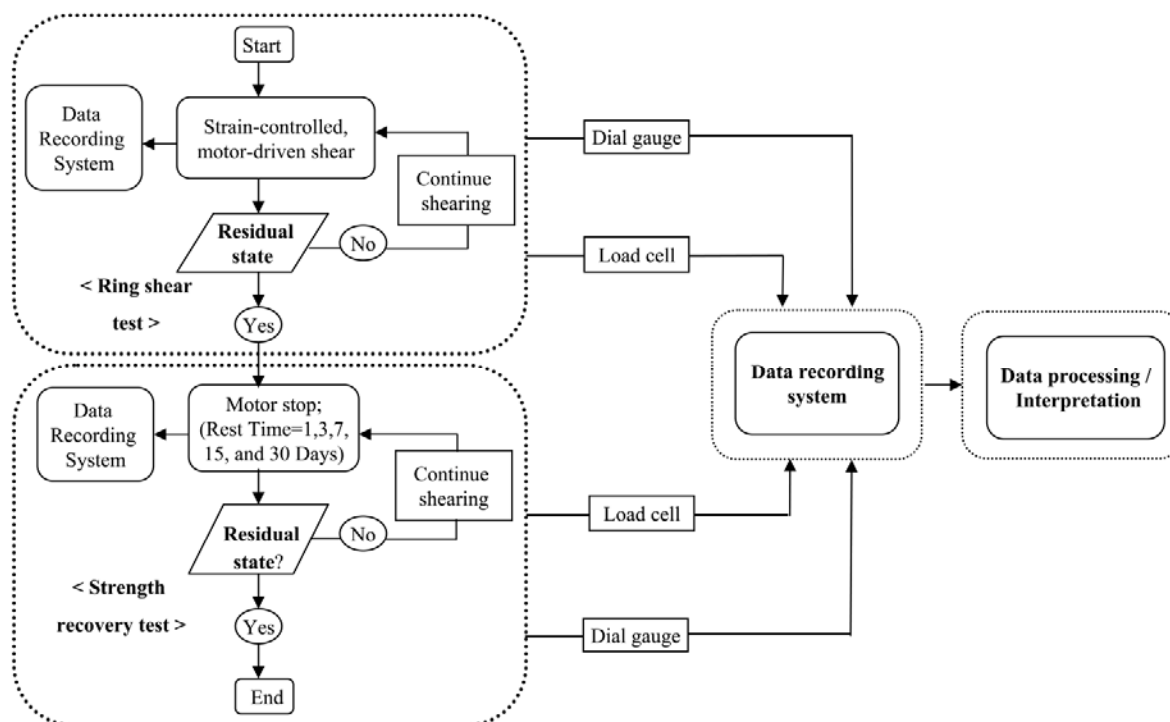 Start
Data
Recording
System
Strain-controlled,
motor-driven shear
Continue
shearing
Residual
state
No
< Ring shear
test >
Yes
Dial gauge
Load cell
Data
Recording
System
Motor stop;
(Rest Time=1,3,7,
15, and 30 Days)
Continue
shearing
Residual
state?
No
< Strength
recovery test >
Yes
End
Load cell
Dial gauge
Data recording
system
Data processing /
Interpretation